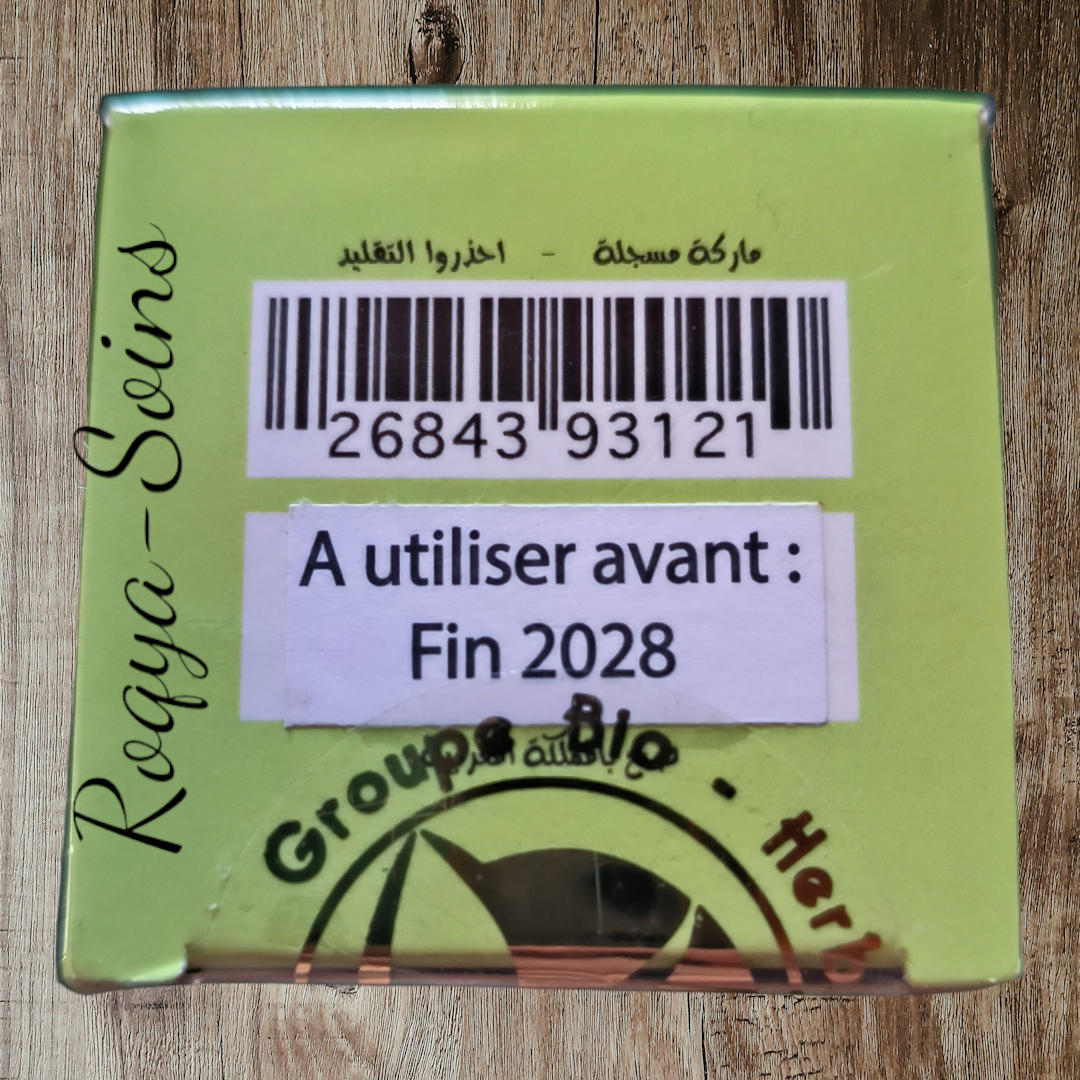 Roqya-Soins
ماركة مسجلة - احذروا التقليد
26843 93121
A utiliser avant :
Fin 2028
Groupe Bio - Herb